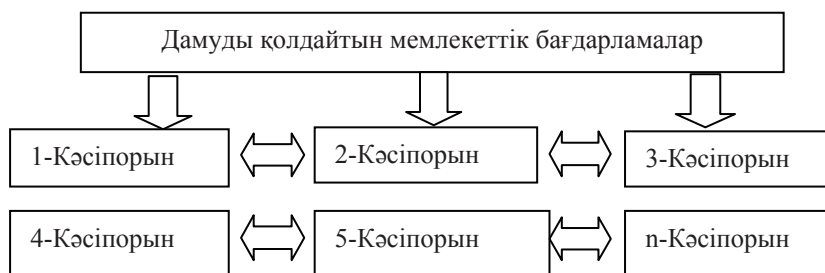 Дамуды қолдайтын мемлекеттік бағдарламалар
1-Кәсіпорын
2-Кәсіпорын
3-Кәсіпорын
4-Кәсіпорын
5-Кәсіпорын
n-Кәсіпорын